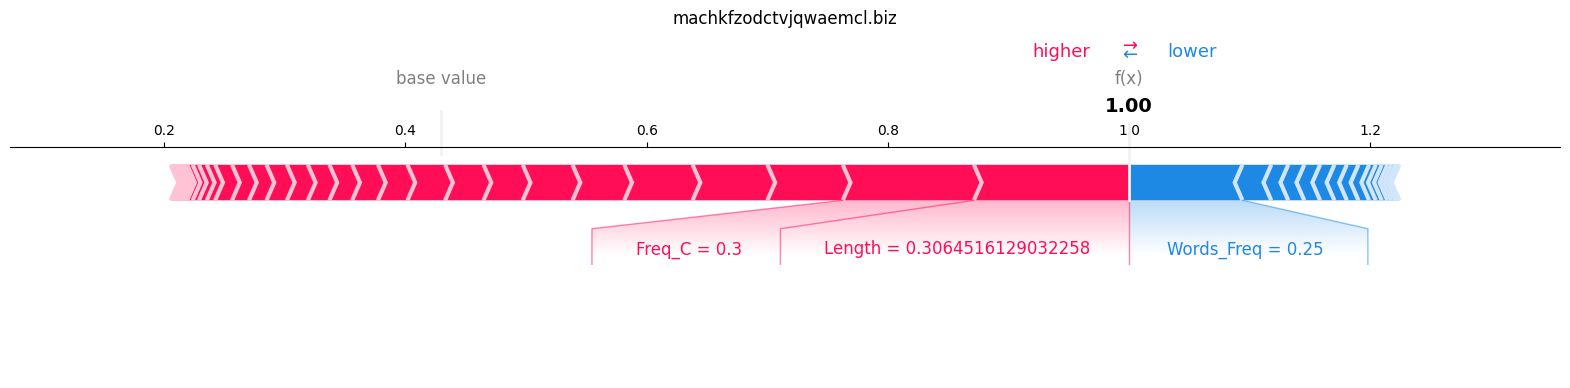 machkfzodctvjqwaemcl.biz
higher ⇄ lower
base value f(x)
1.00
0.2 0.4 0.6 0.8 1.0 1.2
Freq_C = 0.3 Length = 0.3064516129032258 Words_Freq = 0.25